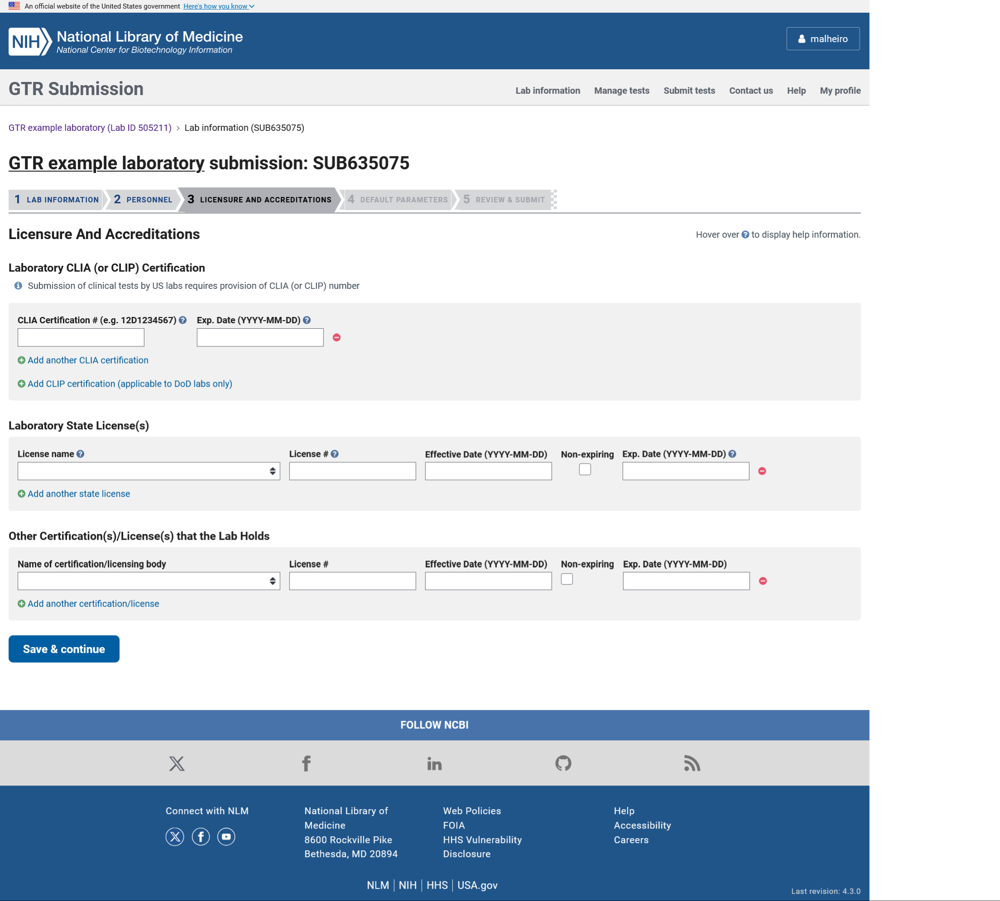 An official website of the United States government Here's how you know
NIH National Library of Medicine
National Center for Biotechnology Information
malheiro
GTR Submission
Lab information Manage tests Submit tests Contact us Help My profile
GTR example laboratory (Lab ID 505211) › Lab information (SUB635075)
GTR example laboratory submission: SUB635075
1 LAB INFORMATION 2 PERSONNEL 3 LICENSURE AND ACCREDITATIONS 4 DEFAULT PARAMETERS 5 REVIEW & SUBMIT
Licensure And Accreditations
Hover over ? to display help information.
Laboratory CLIA (or CLIP) Certification
Submission of clinical tests by US labs requires provision of CLIA (or CLIP) number
CLIA Certification # (e.g. 12D1234567) ? Exp. Date (YYYY-MM-DD) ?
Add another CLIA certification
Add CLIP certification (applicable to DoD labs only)
Laboratory State License(s)
License name ? License # ? Effective Date (YYYY-MM-DD) Non-expiring Exp. Date (YYYY-MM-DD) ?
Add another state license
Other Certification(s)/License(s) that the Lab Holds
Name of certification/licensing body License # Effective Date (YYYY-MM-DD) Non-expiring Exp. Date (YYYY-MM-DD)
Add another certification/license
Save & continue
FOLLOW NCBI
Connect with NLM
National Library of
Medicine
8600 Rockville Pike
Bethesda, MD 20894
Web Policies
FOIA
HHS Vulnerability
Disclosure
Help
Accessibility
Careers
NLM | NIH | HHS | USA.gov
Last revision: 4.3.0